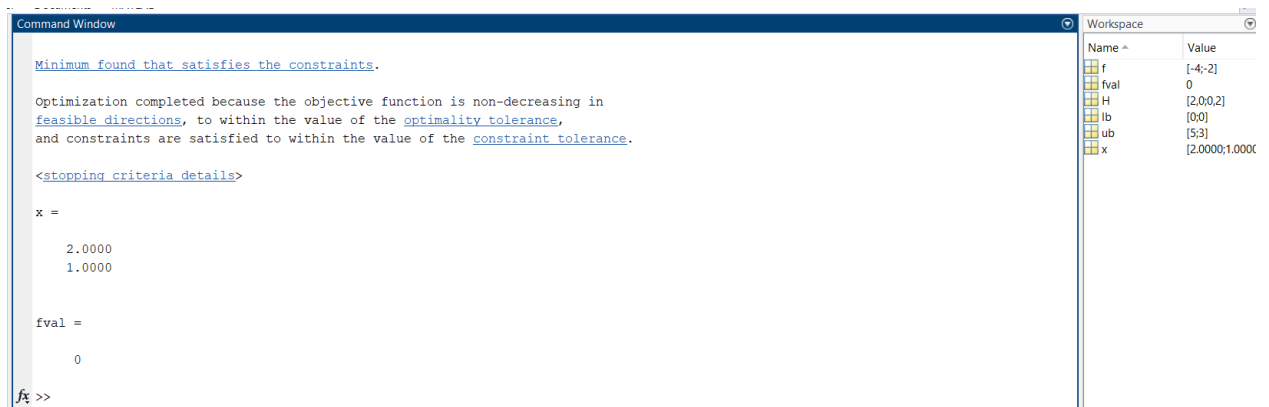 Command Window
Minimum found that satisfies the constraints.
Optimization completed because the objective function is non-decreasing in
feasible directions, to within the value of the optimality tolerance,
and constraints are satisfied to within the value of the constraint tolerance.
<stopping criteria details>
x =
2.0000
1.0000
fval =
0
fx >>
Workspace
Name Value
f [-4;-2]
fval 0
H [2,0;0,2]
lb [0;0]
ub [5;3]
x [2.0000;1.0000